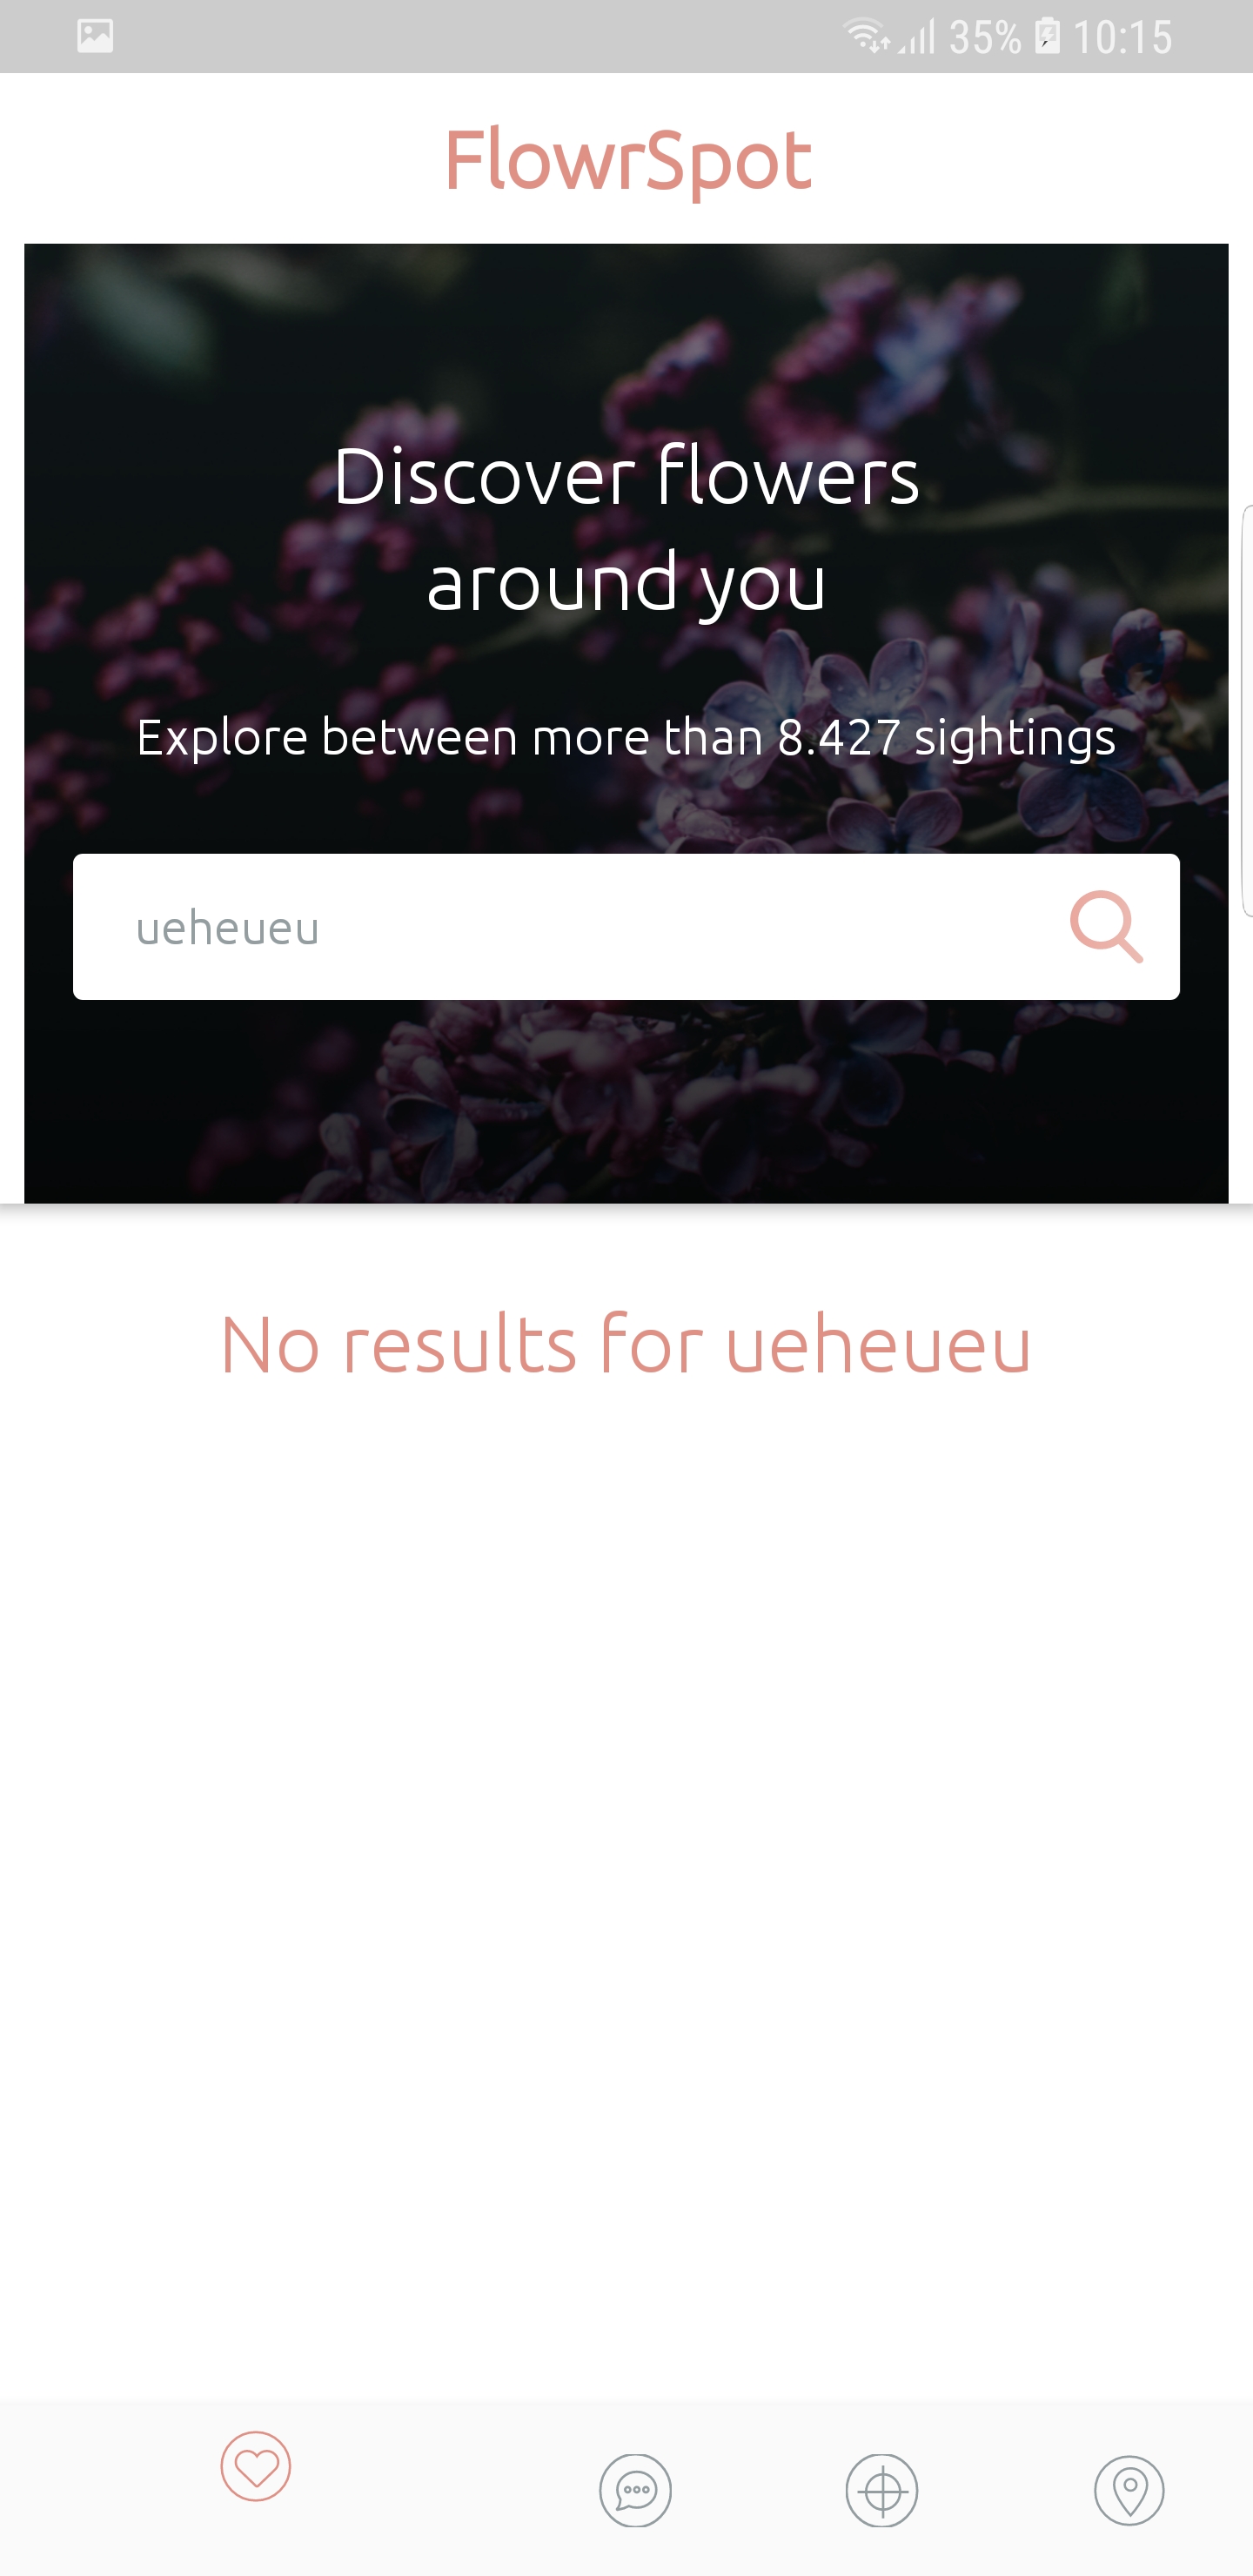 35% 10:15
FlowrSpot
Discover flowers
around you
Explore between more than 8.427 sightings
ueheueu
No results for ueheueu